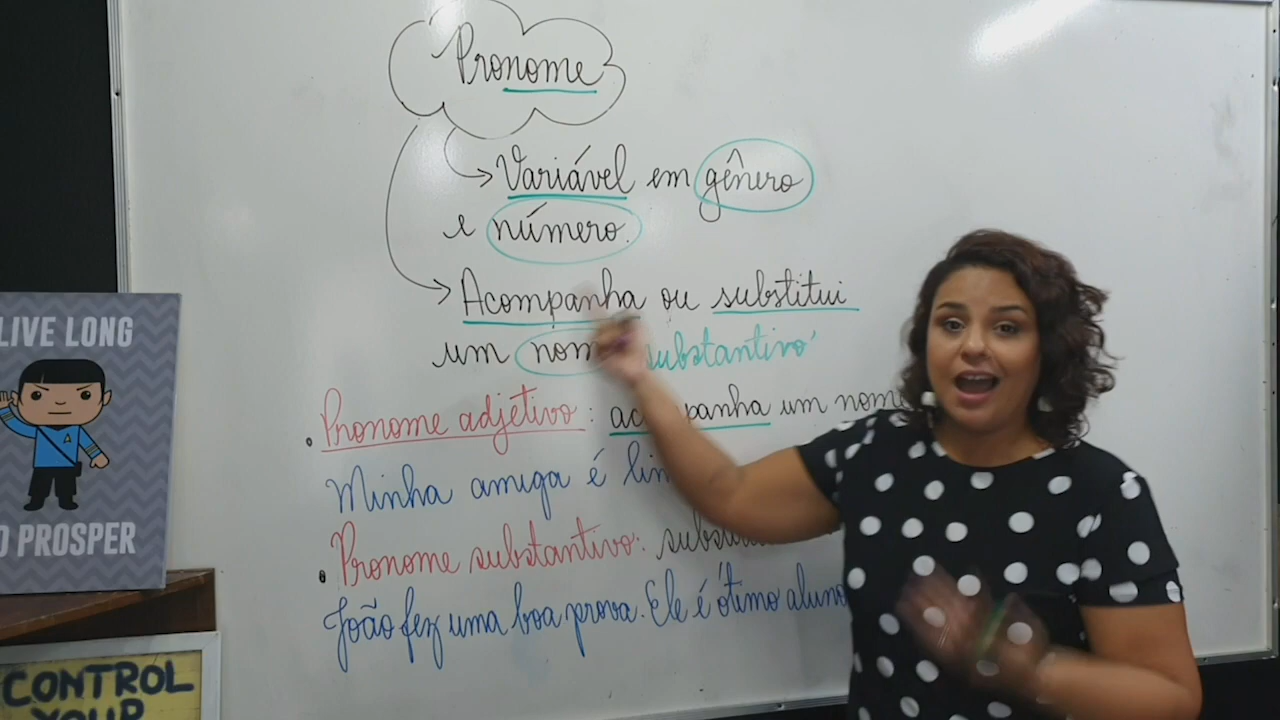 Pronome
Variável em gênero
e número.
Acompanha ou substitui
um substantivo
Pronome adjetivo: acompanha um nome
Minha amiga é
Pronome substantivo:
João fez uma boa prova. Ele é ótimo aluno
LIVE LONG
PROSPER
CONTROL
YOUR